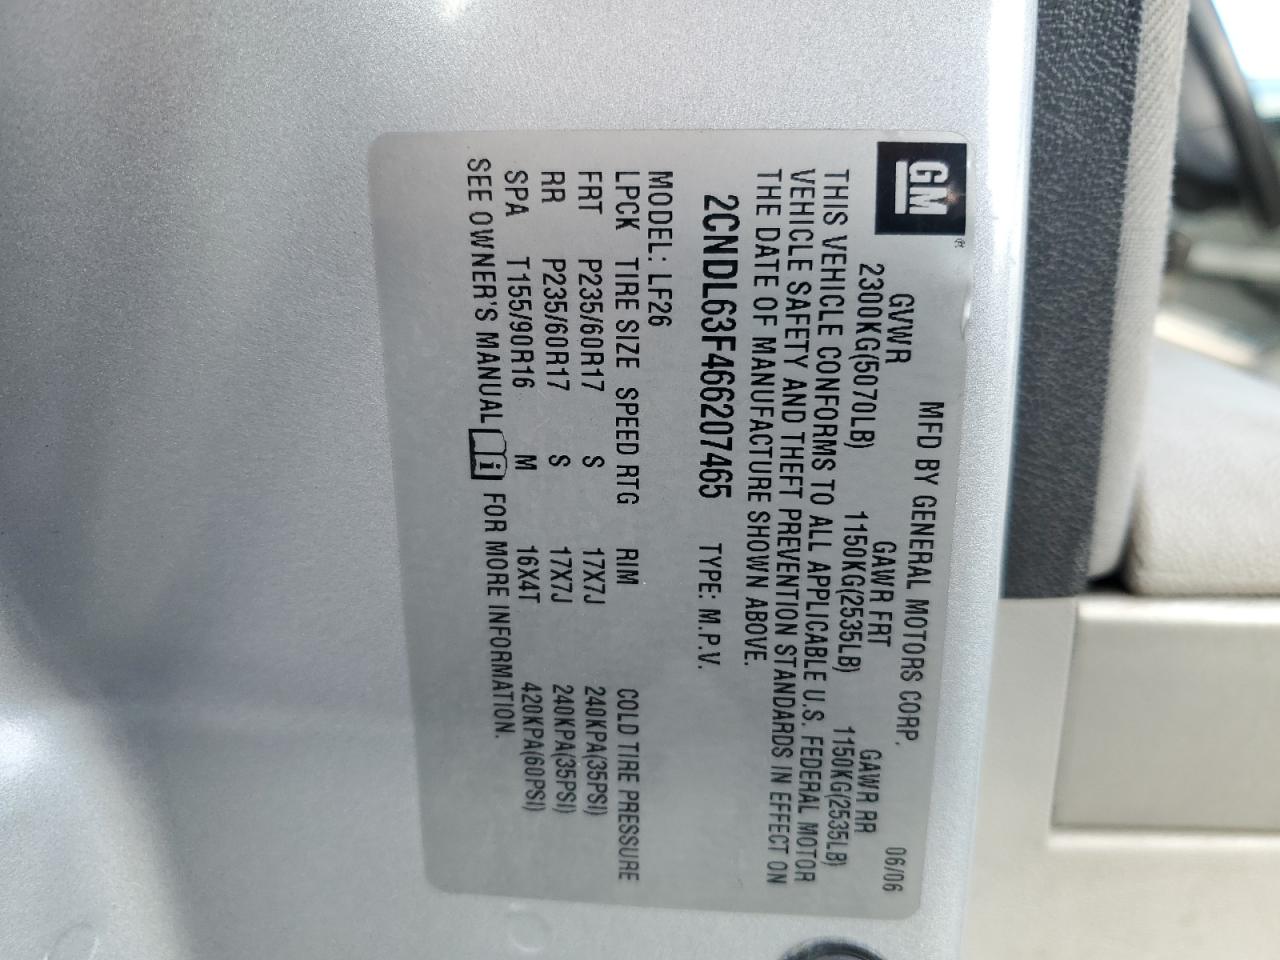 GM
MFD BY GENERAL MOTORS CORP. 06/06
GVWR GAWR FRT GAWR RR
2300KG(5070LB) 1150KG(2535LB) 1150KG(2535LB)
THIS VEHICLE CONFORMS TO ALL APPLICABLE U.S. FEDERAL MOTOR
VEHICLE SAFETY AND THEFT PREVENTION STANDARDS IN EFFECT ON
THE DATE OF MANUFACTURE SHOWN ABOVE.
2CNDL63F466207465 TYPE: M.P.V.
MODEL: LF26
LPCK TIRE SIZE SPEED RTG RIM COLD TIRE PRESSURE
FRT P235/60R17 S 17X7J 240KPA(35PSI)
RR P235/60R17 S 17X7J 240KPA(35PSI)
SPA T155/90R16 M 16X4T 420KPA(60PSI)
SEE OWNER'S MANUAL i FOR MORE INFORMATION.